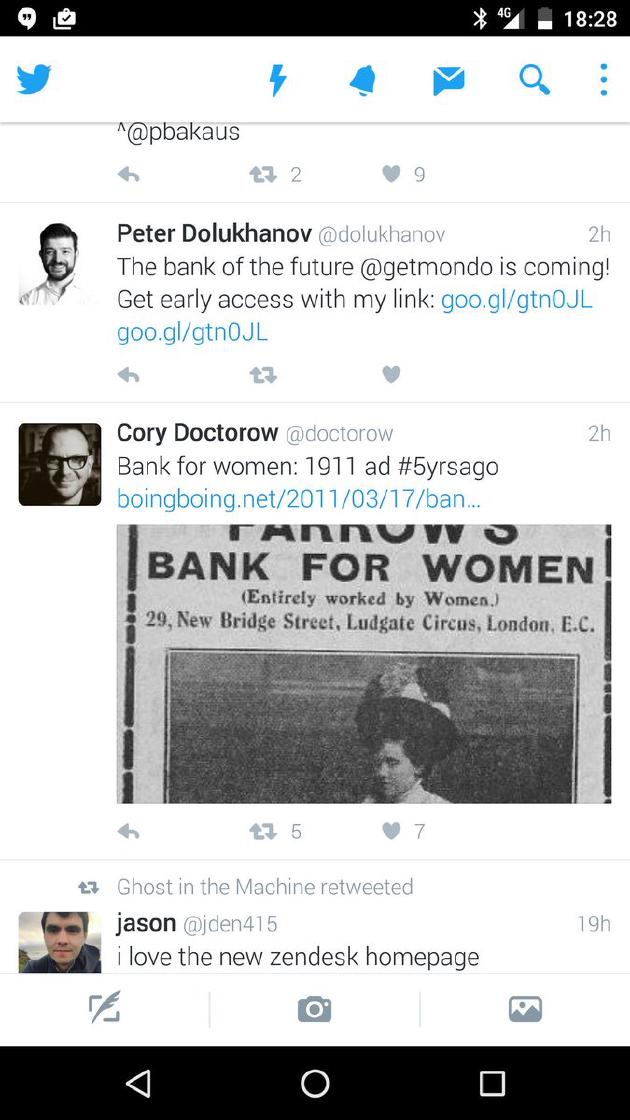 4G 18:28
^@pbakaus
2 9
Peter Dolukhanov @dolukhanov 2h
The bank of the future @getmondo is coming!
Get early access with my link: goo.gl/gtn0JL
goo.gl/gtn0JL
Cory Doctorow @doctorow 2h
Bank for women: 1911 ad #5yrsago
boingboing.net/2011/03/17/ban...
FARROW'S
BANK FOR WOMEN
(Entirely worked by Women.)
29, New Bridge Street, Ludgate Circus, London, E.C.
5 7
Ghost in the Machine retweeted
jason @jden415 19h
i love the new zendesk homepage